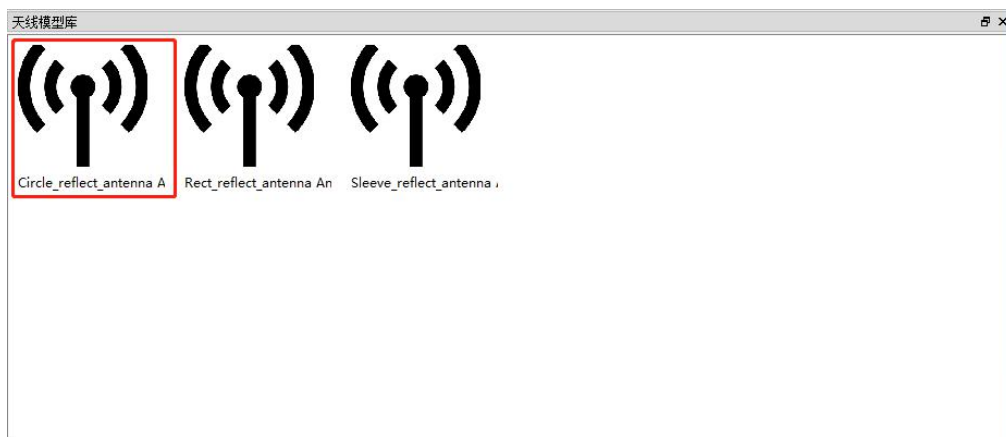 天线模型库
Circle_reflect_antenna A
Rect_reflect_antenna An
Sleeve_reflect_antenna